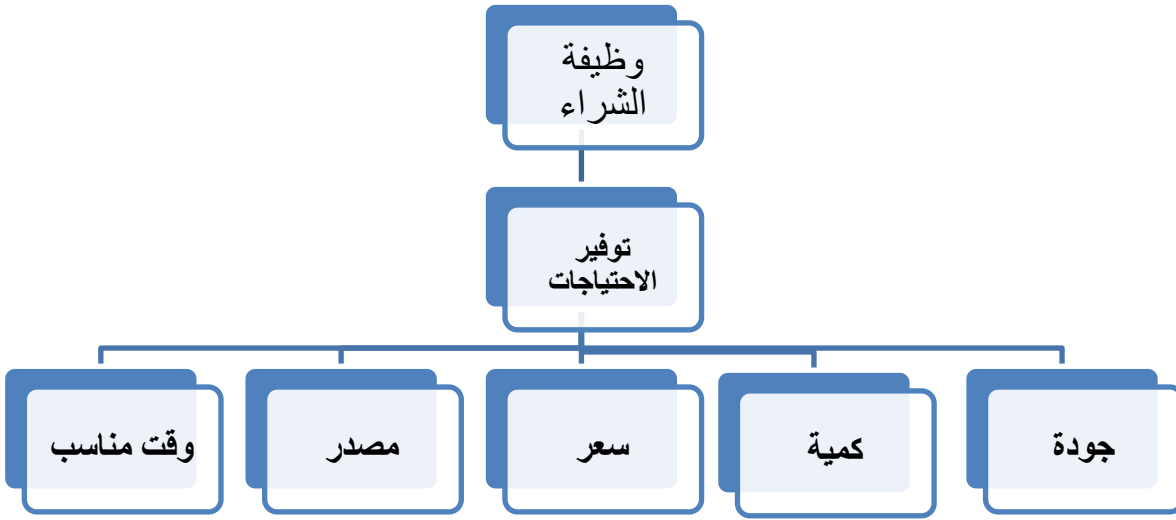 وظيفة
الشراء
توفير
الاحتياجات
جودة
كمية
سعر
مصدر
وقت مناسب